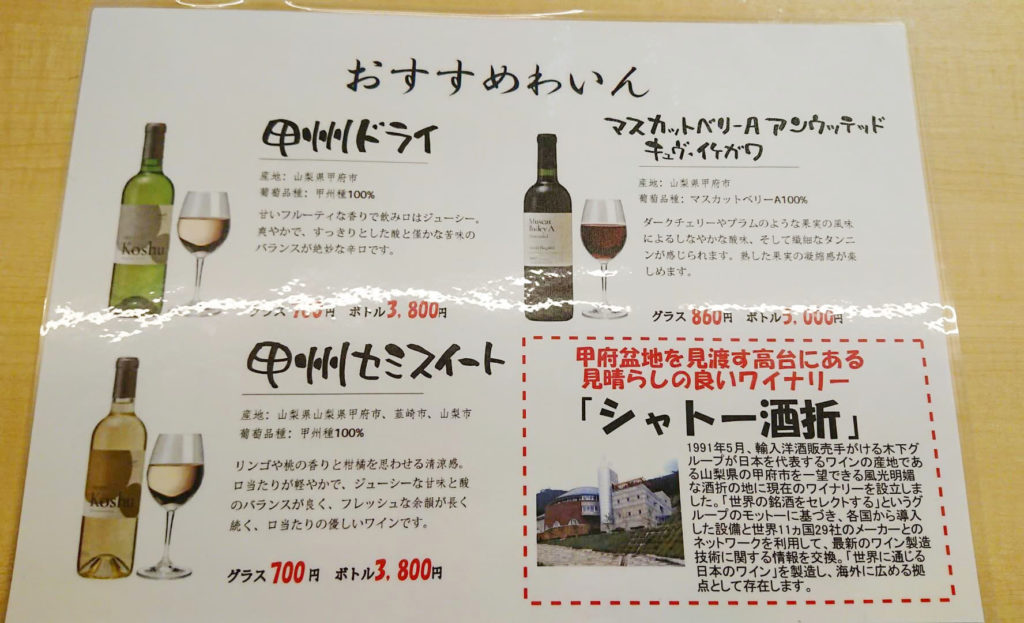 おすすめわいん
甲州ドライ
産地:山梨県甲府市
葡萄品種:甲州種100%
甘いフルーティな香りで飲み口はジューシー。
爽やかで、すっきりとした酸と僅かな苦味の
バランスが絶妙な辛口です。
グラス 700円 ボトル3,800円
Koshu
マスカットベリーA アンウッデッド
キュヴ・イケガワ
産地:山梨県甲府市
葡萄品種:マスカットベリーA100%
ダークチェリーやプラムのような果実の風味
によるしなやかな酸味、そして繊細なタンニ
ンが感じられます。熟した果実の凝縮感が楽
しめます。
グラス 860円 ボトル5,000円
Muscat
Bailey A
甲州セミスイート
産地:山梨県山梨県甲府市、韮崎市、山梨市
葡萄品種:甲州種100%
リンゴや桃の香りと柑橘を思わせる清涼感。
口当たりが軽やかで、ジューシーな甘味と酸
のバランスが良く、フレッシュな余韻が長く
続く、口当たりの優しいワインです。
グラス 700円 ボトル3,800円
Koshu
甲府盆地を見渡す高台にある
見晴らしの良いワイナリー
「シャトー酒折」
1991年5月、輸入洋酒販売手がける木下グ
ループが日本を代表するワインの産地であ
る山梨県の甲府市を一望できる風光明媚
な酒折の地に現在のワイナリーを設立しま
した。「世界の銘酒をセレクトする」というグ
ループのモットーに基づき、各国から導入
した設備と世界11ヵ国29社のメーカーとの
ネットワークを利用して、最新のワイン製造
技術に関する情報を交換。「世界に通じる
日本のワイン」を製造し、海外に広める拠
点として存在します。